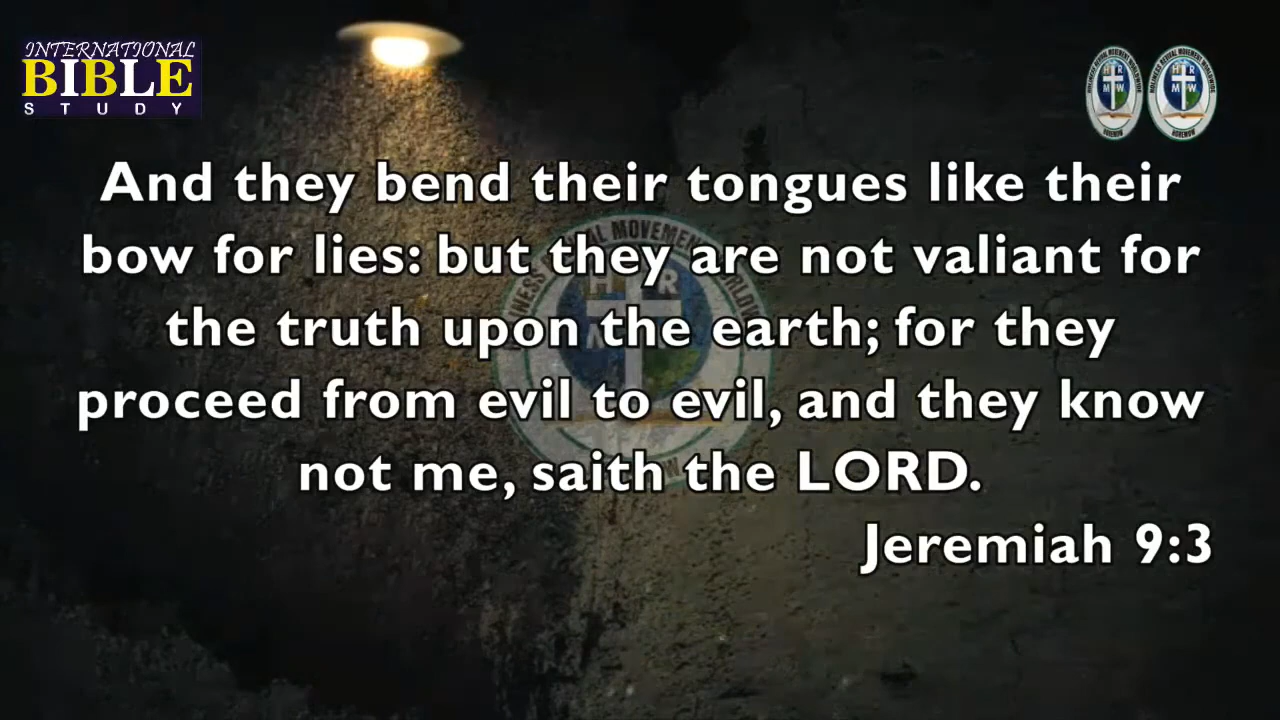 INTERNATIONAL
BIBLE
STUDY
And they bend their tongues like their
bow for lies: but they are not valiant for
the truth upon the earth; for they
proceed from evil to evil, and they know
not me, saith the LORD.
Jeremiah 9:3
H R
M W
HOREMOW
H R
M W
HOREMOW